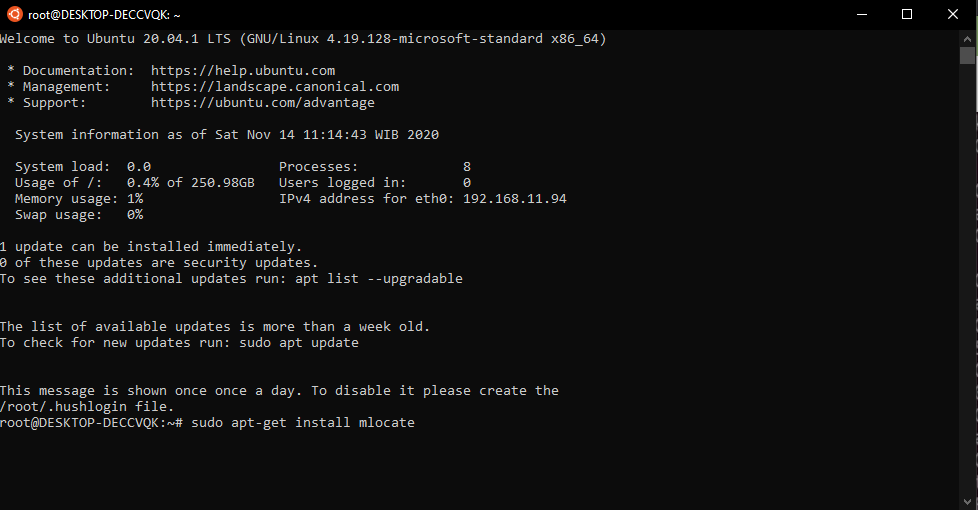 root@DESKTOP-DECCVQK: ~
Welcome to Ubuntu 20.04.1 LTS (GNU/Linux 4.19.128-microsoft-standard x86_64)
* Documentation:  https://help.ubuntu.com
* Management:     https://landscape.canonical.com
* Support:        https://ubuntu.com/advantage
System information as of Sat Nov 14 11:14:43 WIB 2020
System load:  0.0                Processes:             8
Usage of /:   0.4% of 250.98GB   Users logged in:       0
Memory usage: 1%                 IPv4 address for eth0: 192.168.11.94
Swap usage:   0%
1 update can be installed immediately.
0 of these updates are security updates.
To see these additional updates run: apt list --upgradable
The list of available updates is more than a week old.
To check for new updates run: sudo apt update
This message is shown once once a day. To disable it please create the
/root/.hushlogin file.
root@DESKTOP-DECCVQK:~# sudo apt-get install mlocate